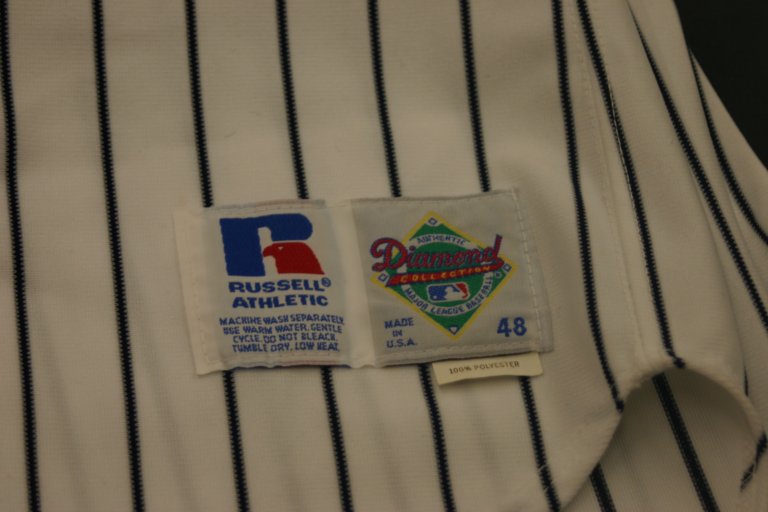 RUSSELL®
ATHLETIC
MACHINE WASH SEPARATELY.
USE WARM WATER. GENTLE
CYCLE. DO NOT BLEACH
TUMBLE DRY. LOW HEAT.
AUTHENTIC
Diamond
COLLECTION
MAJOR LEAGUE BASEBALL
MADE
IN
U.S.A.
48
100% POLYESTER